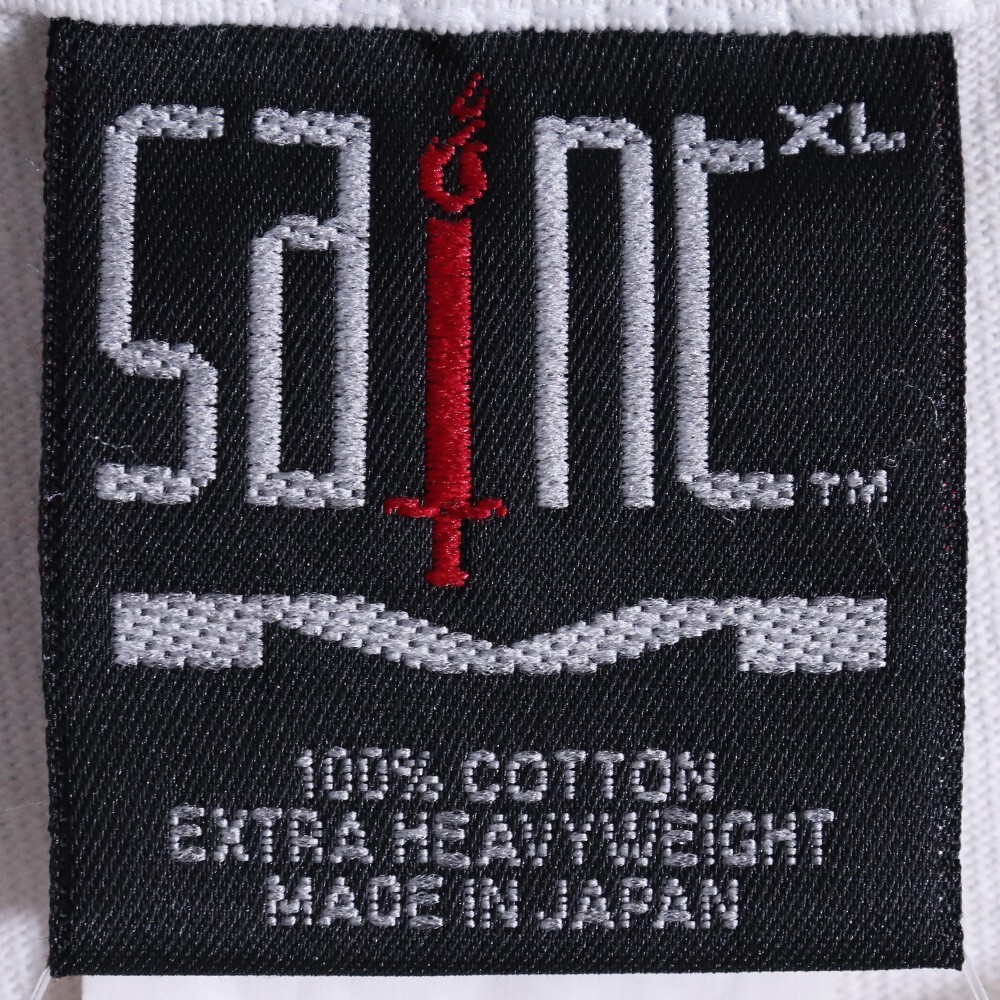 saint XL
TM
100% COTTON
EXTRA HEAVYWEIGHT
MADE IN JAPAN